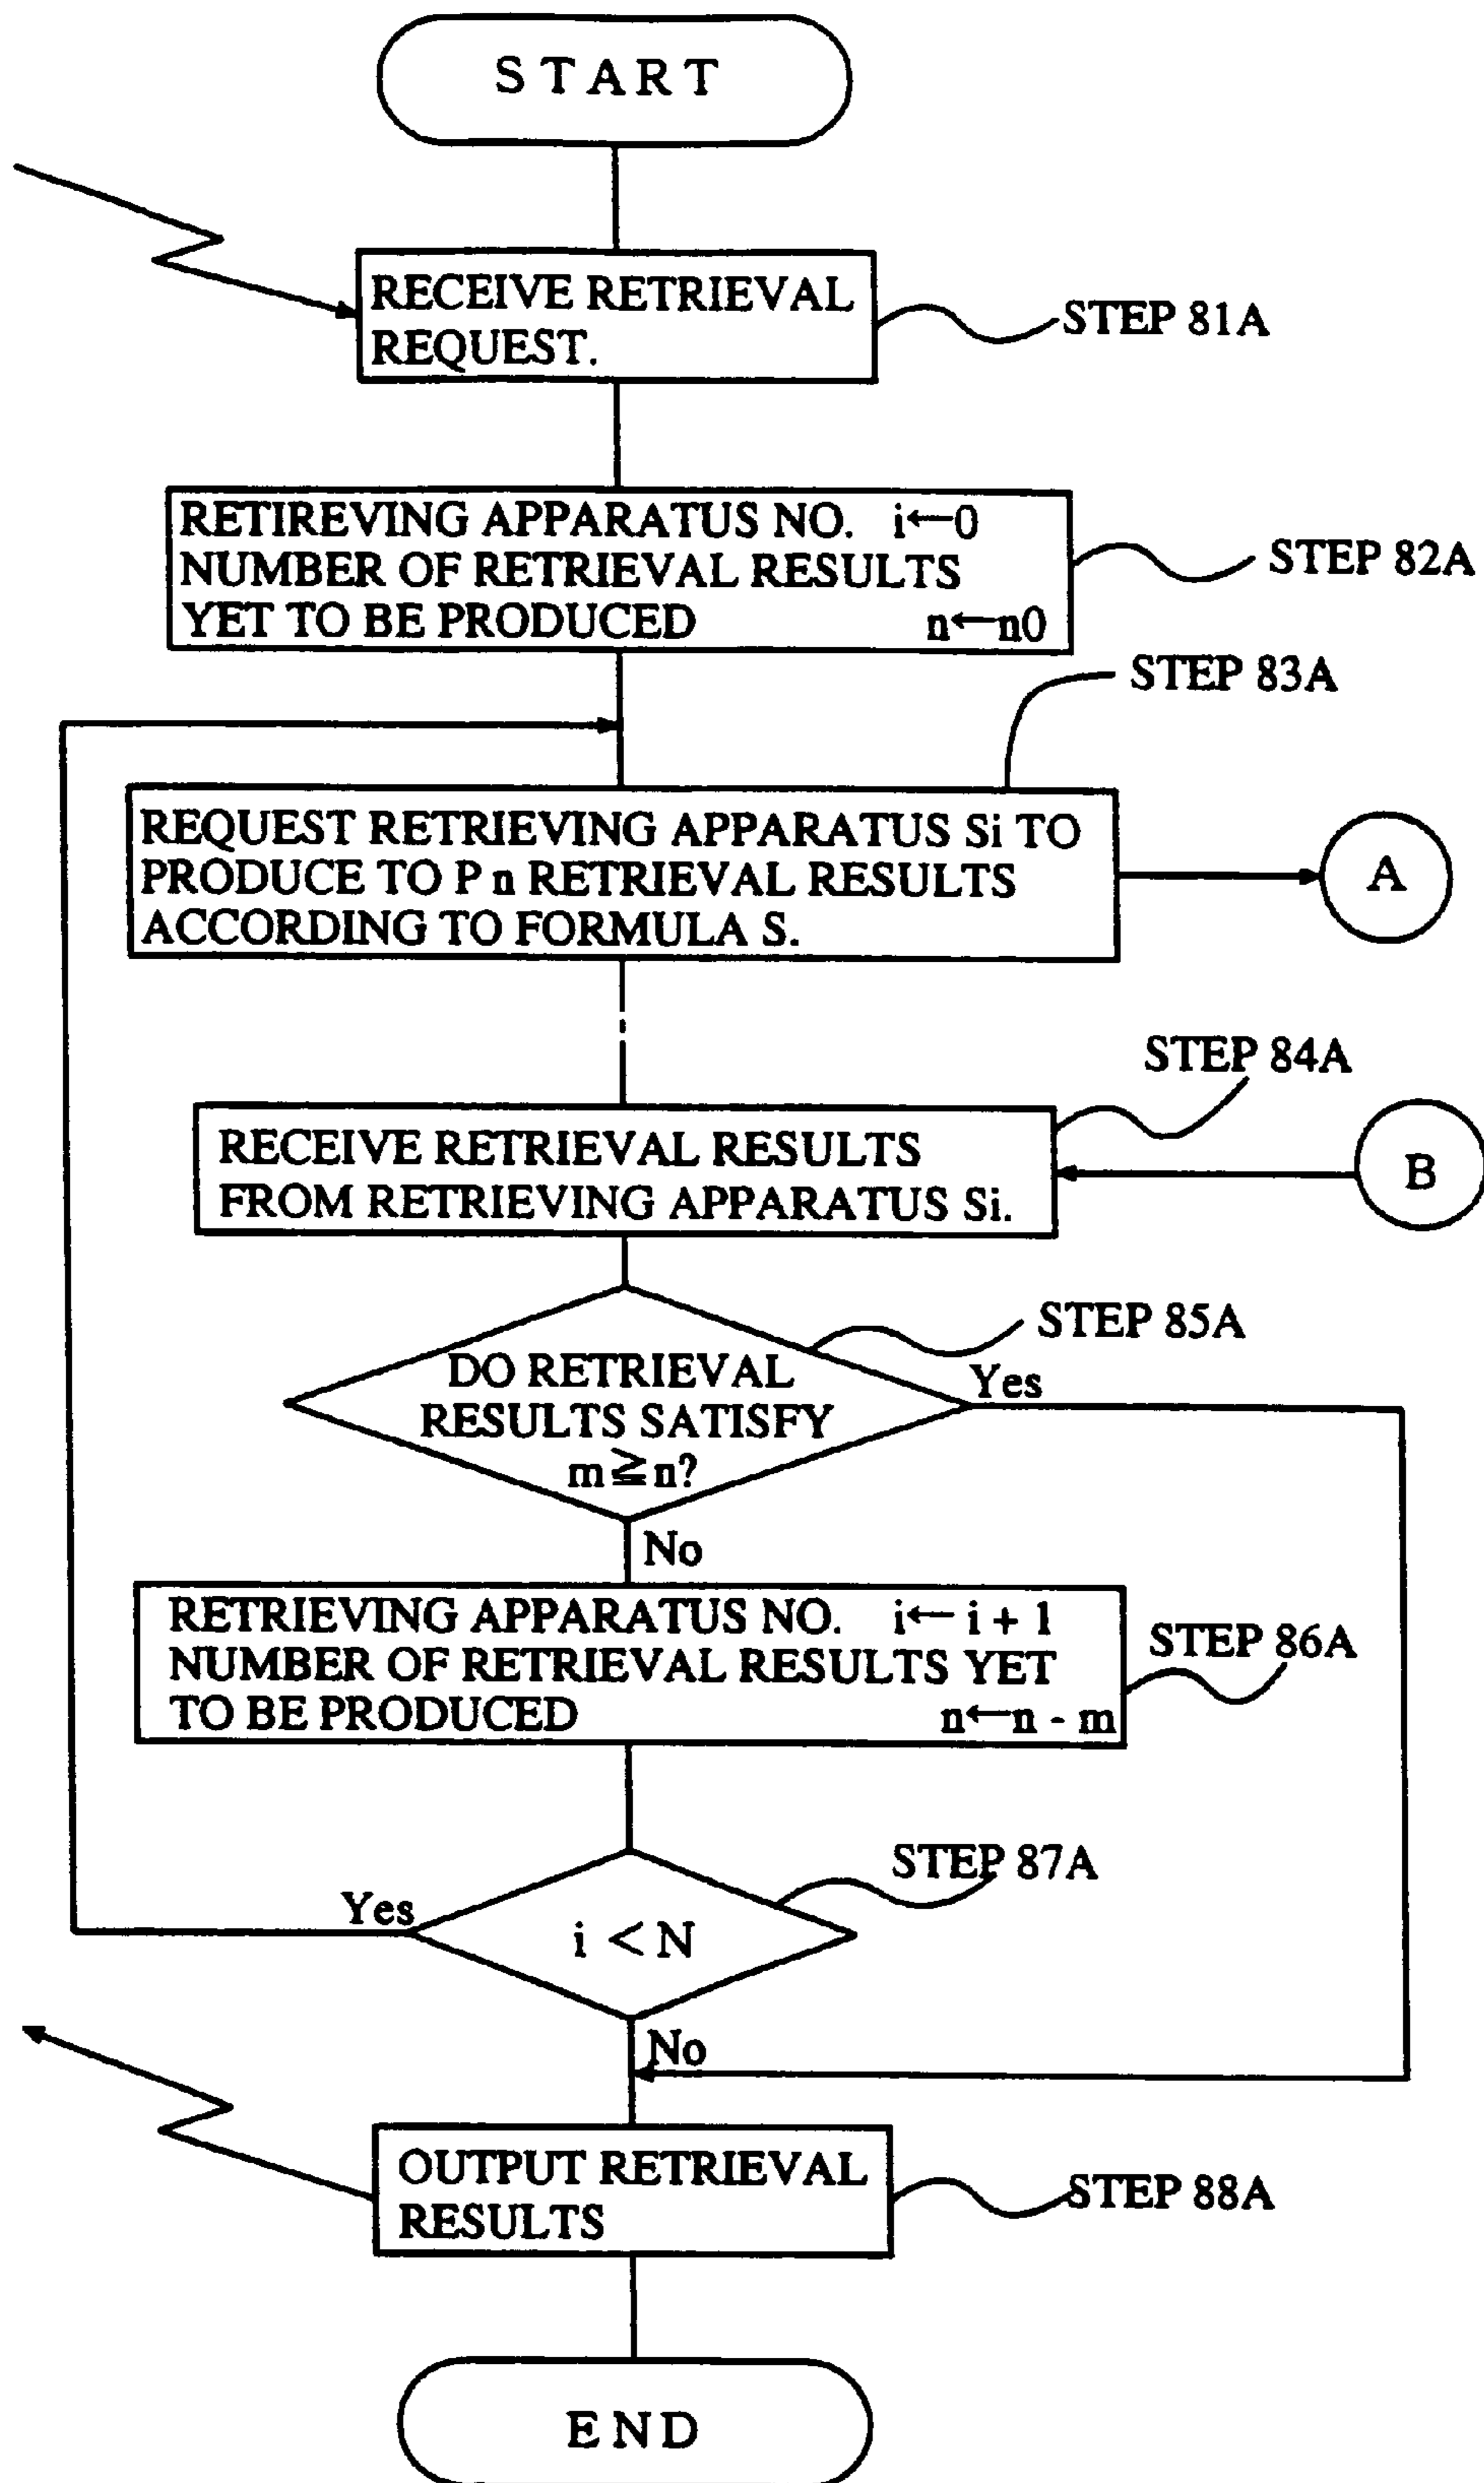 START
RECEIVE RETRIEVAL
REQUEST.
STEP 81A
RETIREVING APPARATUS NO. i←0
NUMBER OF RETRIEVAL RESULTS
YET TO BE PRODUCED n←n0
STEP 82A
STEP 83A
REQUEST RETRIEVING APPARATUS Si TO
PRODUCE TO P n RETRIEVAL RESULTS
ACCORDING TO FORMULA S.
A
STEP 84A
RECEIVE RETRIEVAL RESULTS
FROM RETRIEVING APPARATUS Si.
B
STEP 85A
DO RETRIEVAL
RESULTS SATISFY
m≧n?
Yes
No
RETRIEVING APPARATUS NO. i← i + 1
NUMBER OF RETRIEVAL RESULTS YET
TO BE PRODUCED n←n - m
STEP 86A
STEP 87A
Yes
i < N
No
OUTPUT RETRIEVAL
RESULTS
STEP 88A
END